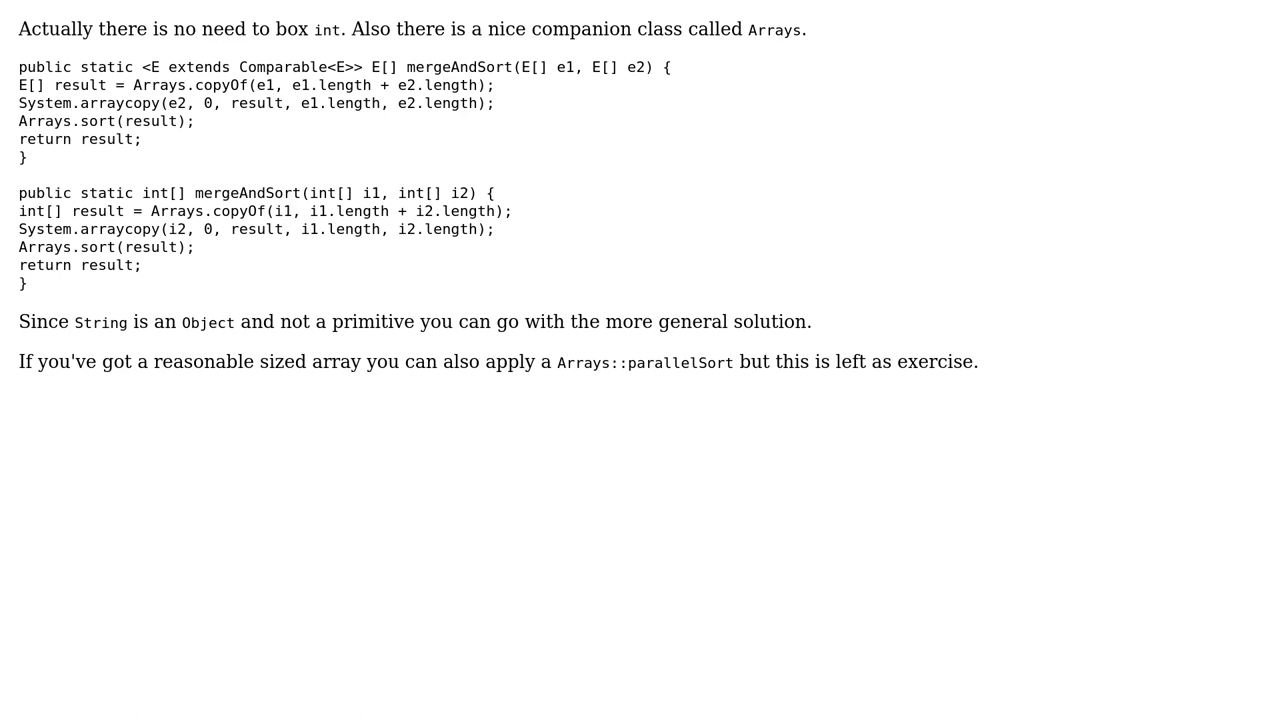 Actually there is no need to box int. Also there is a nice companion class called Arrays.
public static <E extends Comparable<E>> E[] mergeAndSort(E[] e1, E[] e2) {
E[] result = Arrays.copyOf(e1, e1.length + e2.length);
System.arraycopy(e2, 0, result, e1.length, e2.length);
Arrays.sort(result);
return result;
}
public static int[] mergeAndSort(int[] i1, int[] i2) {
int[] result = Arrays.copyOf(i1, i1.length + i2.length);
System.arraycopy(i2, 0, result, i1.length, i2.length);
Arrays.sort(result);
return result;
}
Since String is an Object and not a primitive you can go with the more general solution.
If you've got a reasonable sized array you can also apply a Arrays::parallelSort but this is left as exercise.